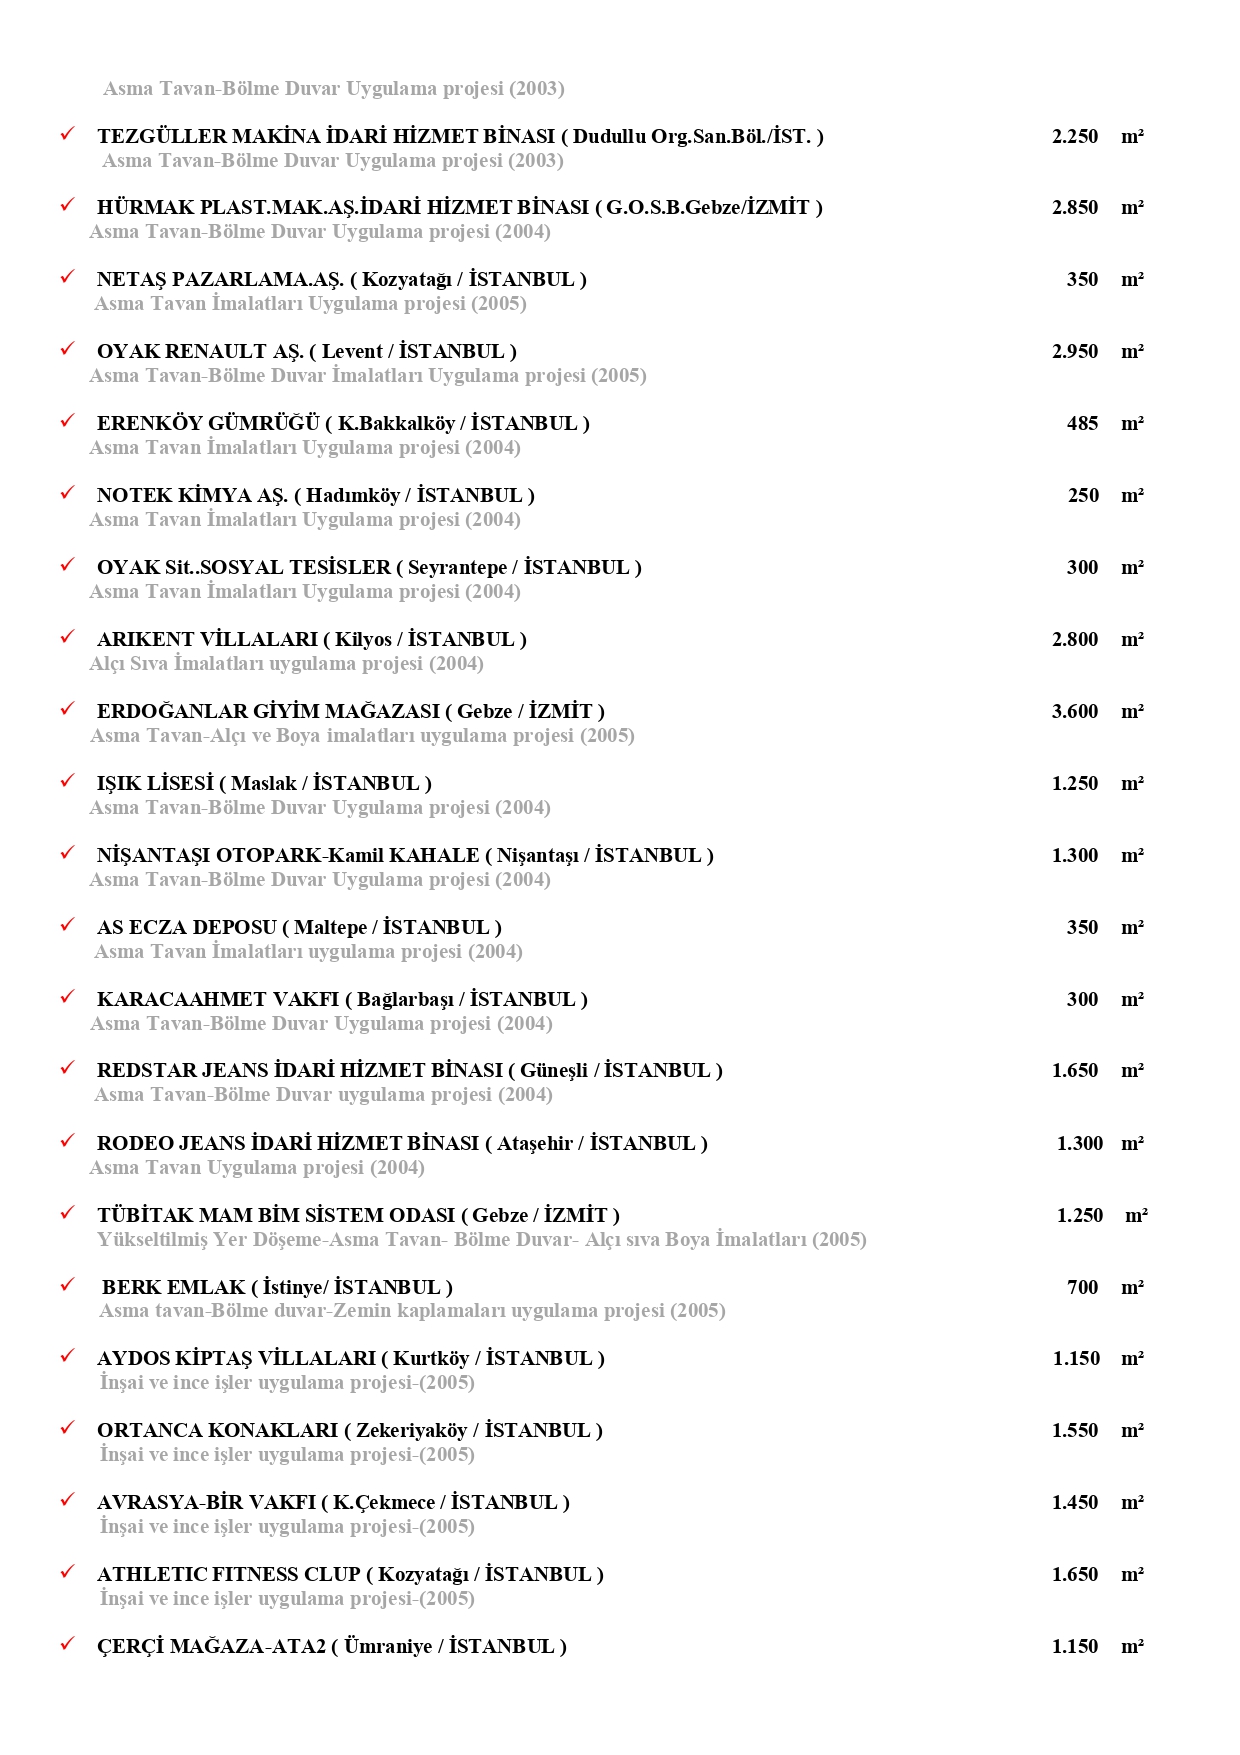 Asma Tavan-Bölme Duvar Uygulama projesi (2003)
TEZGÜLLER MAKİNA İDARİ HİZMET BİNASI ( Dudullu Org.San.Böl./İST. ) 2.250 m²
Asma Tavan-Bölme Duvar Uygulama projesi (2003)
HÜRMAK PLAST.MAK.AŞ.İDARİ HİZMET BİNASI ( G.O.S.B.Gebze/İZMİT ) 2.850 m²
Asma Tavan-Bölme Duvar Uygulama projesi (2004)
NETAŞ PAZARLAMA.AŞ. ( Kozyatağı / İSTANBUL ) 350 m²
Asma Tavan İmalatları Uygulama projesi (2005)
OYAK RENAULT AŞ. ( Levent / İSTANBUL ) 2.950 m²
Asma Tavan-Bölme Duvar İmalatları Uygulama projesi (2005)
ERENKÖY GÜMRÜĞÜ ( K.Bakkalköy / İSTANBUL ) 485 m²
Asma Tavan İmalatları Uygulama projesi (2004)
NOTEK KİMYA AŞ. ( Hadımköy / İSTANBUL ) 250 m²
Asma Tavan İmalatları Uygulama projesi (2004)
OYAK Sit..SOSYAL TESİSLER ( Seyrantepe / İSTANBUL ) 300 m²
Asma Tavan İmalatları Uygulama projesi (2004)
ARIKENT VİLLALARI ( Kilyos / İSTANBUL ) 2.800 m²
Alçı Sıva İmalatları uygulama projesi (2004)
ERDOĞANLAR GİYİM MAĞAZASI ( Gebze / İZMİT ) 3.600 m²
Asma Tavan-Alçı ve Boya imalatları uygulama projesi (2005)
IŞIK LİSESİ ( Maslak / İSTANBUL ) 1.250 m²
Asma Tavan-Bölme Duvar Uygulama projesi (2004)
NİŞANTAŞI OTOPARK-Kamil KAHALE ( Nişantaşı / İSTANBUL ) 1.300 m²
Asma Tavan-Bölme Duvar Uygulama projesi (2004)
AS ECZA DEPOSU ( Maltepe / İSTANBUL ) 350 m²
Asma Tavan İmalatları uygulama projesi (2004)
KARACAAHMET VAKFI ( Bağlarbaşı / İSTANBUL ) 300 m²
Asma Tavan-Bölme Duvar Uygulama projesi (2004)
REDSTAR JEANS İDARİ HİZMET BİNASI ( Güneşli / İSTANBUL ) 1.650 m²
Asma Tavan-Bölme Duvar uygulama projesi (2004)
RODEO JEANS İDARİ HİZMET BİNASI ( Ataşehir / İSTANBUL ) 1.300 m²
Asma Tavan Uygulama projesi (2004)
TÜBİTAK MAM BİM SİSTEM ODASI ( Gebze / İZMİT ) 1.250 m²
Yükseltilmiş Yer Döşeme-Asma Tavan- Bölme Duvar- Alçı sıva Boya İmalatları (2005)
BERK EMLAK ( İstinye/ İSTANBUL ) 700 m²
Asma tavan-Bölme duvar-Zemin kaplamaları uygulama projesi (2005)
AYDOS KİPTAŞ VİLLALARI ( Kurtköy / İSTANBUL ) 1.150 m²
İnşai ve ince işler uygulama projesi-(2005)
ORTANCA KONAKLARI ( Zekeriyaköy / İSTANBUL ) 1.550 m²
İnşai ve ince işler uygulama projesi-(2005)
AVRASYA-BİR VAKFI ( K.Çekmece / İSTANBUL ) 1.450 m²
İnşai ve ince işler uygulama projesi-(2005)
ATHLETIC FITNESS CLUP ( Kozyatağı / İSTANBUL ) 1.650 m²
İnşai ve ince işler uygulama projesi-(2005)
ÇERÇİ MAĞAZA-ATA2 ( Ümraniye / İSTANBUL ) 1.150 m²